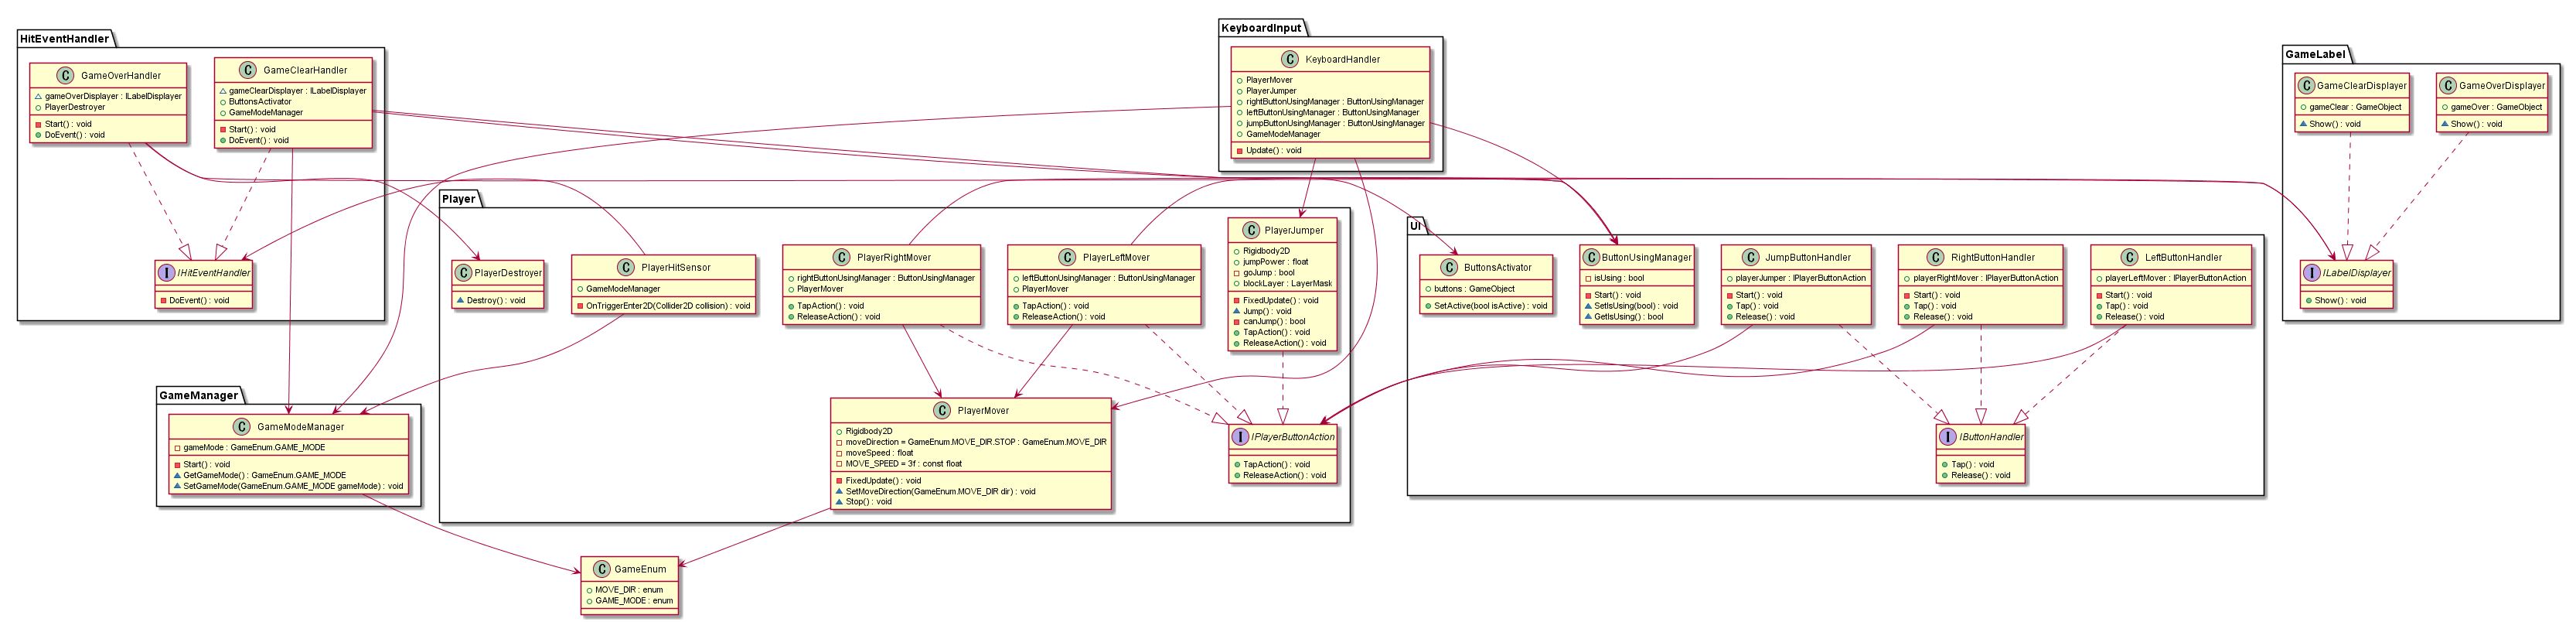 HitEventHandler
C GameOverHandler
gameOverDisplayer : ILabelDisplayer
PlayerDestroyer
Start() : void
DoEvent() : void
C GameClearHandler
gameClearDisplayer : ILabelDisplayer
ButtonsActivator
GameModeManager
Start() : void
DoEvent() : void
I IHitEventHandler
DoEvent() : void
KeyboardInput
C KeyboardHandler
PlayerMover
PlayerJumper
rightButtonUsingManager : ButtonUsingManager
leftButtonUsingManager : ButtonUsingManager
jumpButtonUsingManager : ButtonUsingManager
GameModeManager
Update() : void
GameLabel
C GameClearDisplayer
gameClear : GameObject
Show() : void
C GameOverDisplayer
gameOver : GameObject
Show() : void
I ILabelDisplayer
Show() : void
Player
C PlayerDestroyer
Destroy() : void
C PlayerHitSensor
GameModeManager
OnTriggerEnter2D(Collider2D collision) : void
C PlayerRightMover
rightButtonUsingManager : ButtonUsingManager
PlayerMover
TapAction() : void
ReleaseAction() : void
C PlayerLeftMover
leftButtonUsingManager : ButtonUsingManager
PlayerMover
TapAction() : void
ReleaseAction() : void
C PlayerJumper
Rigidbody2D
jumpPower : float
goJump : bool
blockLayer : LayerMask
FixedUpdate() : void
Jump() : void
canJump() : bool
TapAction() : void
ReleaseAction() : void
C PlayerMover
Rigidbody2D
moveDirection = GameEnum.MOVE_DIR.STOP : GameEnum.MOVE_DIR
moveSpeed : float
MOVE_SPEED = 3f : const float
FixedUpdate() : void
SetMoveDirection(GameEnum.MOVE_DIR dir) : void
Stop() : void
I IPlayerButtonAction
TapAction() : void
ReleaseAction() : void
UI
C ButtonsActivator
buttons : GameObject
SetActive(bool isActive) : void
C ButtonUsingManager
isUsing : bool
Start() : void
SetIsUsing(bool) : void
GetIsUsing() : bool
C JumpButtonHandler
playerJumper : IPlayerButtonAction
Start() : void
Tap() : void
Release() : void
C RightButtonHandler
playerRightMover : IPlayerButtonAction
Start() : void
Tap() : void
Release() : void
C LeftButtonHandler
playerLeftMover : IPlayerButtonAction
Start() : void
Tap() : void
Release() : void
I IButtonHandler
Tap() : void
Release() : void
GameManager
C GameModeManager
gameMode : GameEnum.GAME_MODE
Start() : void
GetGameMode() : GameEnum.GAME_MODE
SetGameMode(GameEnum.GAME_MODE gameMode) : void
C GameEnum
MOVE_DIR : enum
GAME_MODE : enum